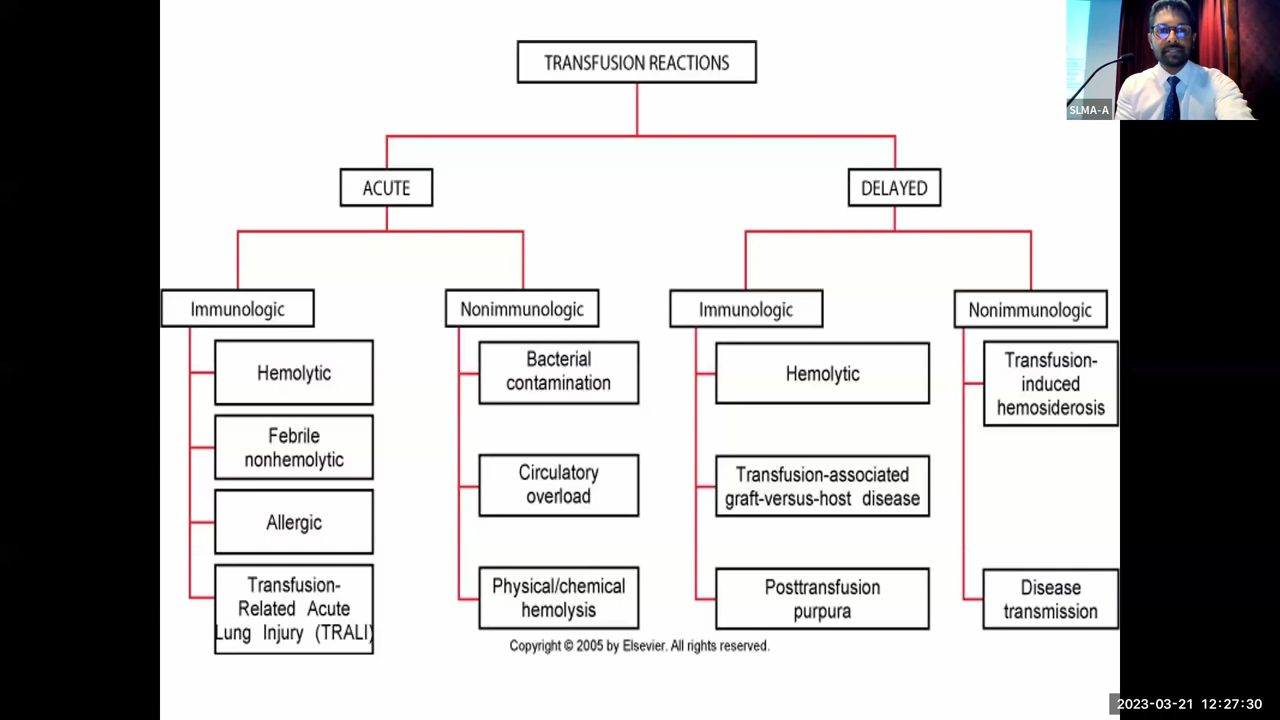 TRANSFUSION REACTIONS
SLMA-A
ACUTE
DELAYED
Immunologic
Nonimmunologic
Immunologic
Nonimmunologic
Hemolytic
Febrile
nonhemolytic
Allergic
Transfusion-
Related Acute
Lung Injury (TRALI)
Bacterial
contamination
Circulatory
overload
Physical/chemical
hemolysis
Hemolytic
Transfusion-associated
graft-versus-host disease
Posttransfusion
purpura
Transfusion-
induced
hemosiderosis
Disease
transmission
Copyright © 2005 by Elsevier. All rights reserved.
2023-03-21 12:27:30